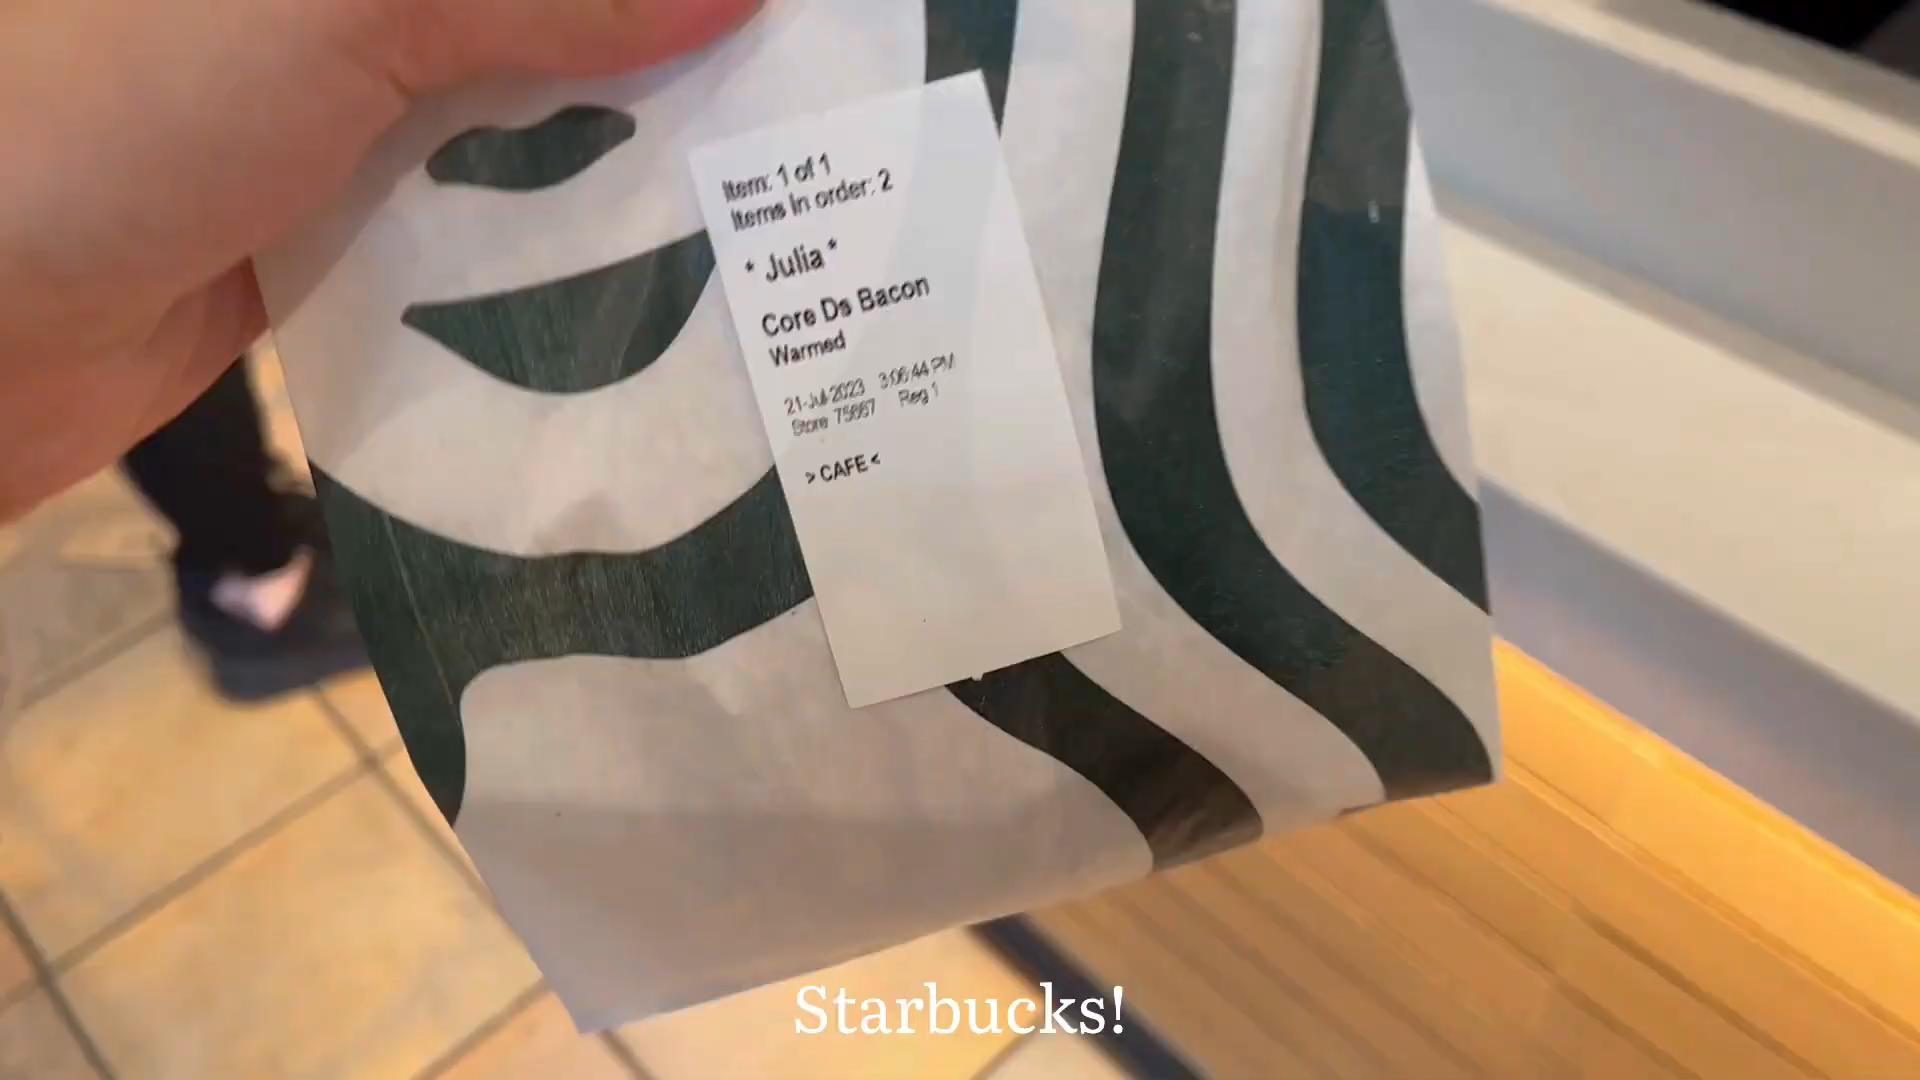 Item: 1 of 1
Items in order: 2
* Julia *
Core Ds Bacon
Warmed
21-Jul-2023 3:06:44 PM
Store 75667 Reg 1
> CAFE <
Starbucks!